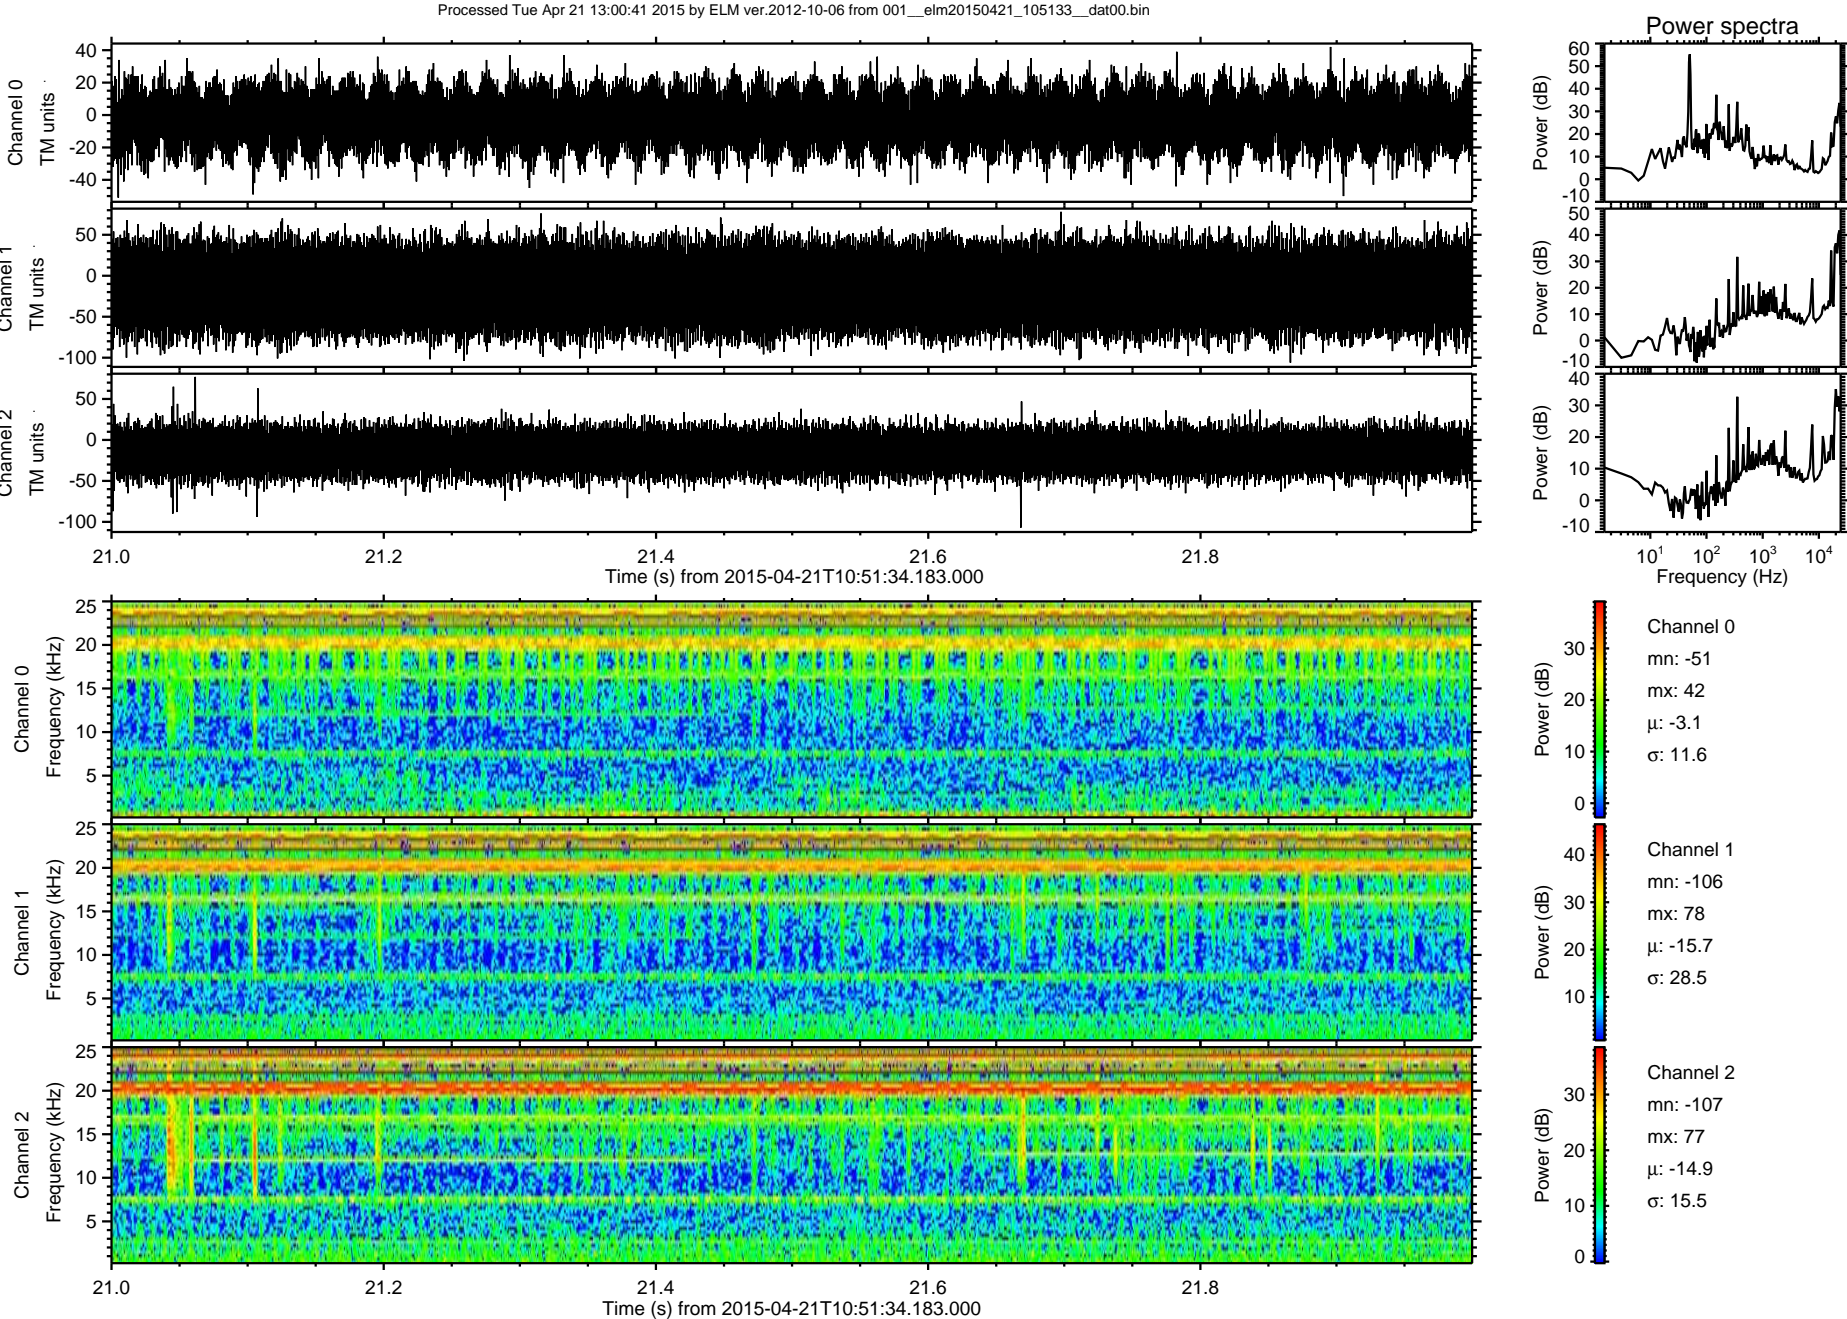 Processed Tue Apr 21 13:00:41 2015 by ELM ver.2012-10-06 from 001__elm20150421_105133__dat00.bin
Power spectra
Channel 0
TM units
40
20
0
-20
-40
Power (dB)
60
50
40
30
20
10
0
-10
Channel 1
TM units
50
0
-50
-100
Power (dB)
50
40
30
20
10
0
-10
Channel 2
TM units
50
0
-50
-100
Power (dB)
40
30
20
10
0
-10
21.0 21.2 21.4 21.6 21.8
Time (s) from 2015-04-21T10:51:34.183.000
10¹ 10² 10³ 10⁴
Frequency (Hz)
Channel 0
Frequency (kHz)
25
20
15
10
5
Power (dB)
30
20
10
0
Channel 0
mn: -51
mx: 42
μ: -3.1
σ: 11.6
Channel 1
Frequency (kHz)
25
20
15
10
5
Power (dB)
40
30
20
10
Channel 1
mn: -106
mx: 78
μ: -15.7
σ: 28.5
Channel 2
Frequency (kHz)
25
20
15
10
5
Power (dB)
30
20
10
0
Channel 2
mn: -107
mx: 77
μ: -14.9
σ: 15.5
21.0 21.2 21.4 21.6 21.8
Time (s) from 2015-04-21T10:51:34.183.000